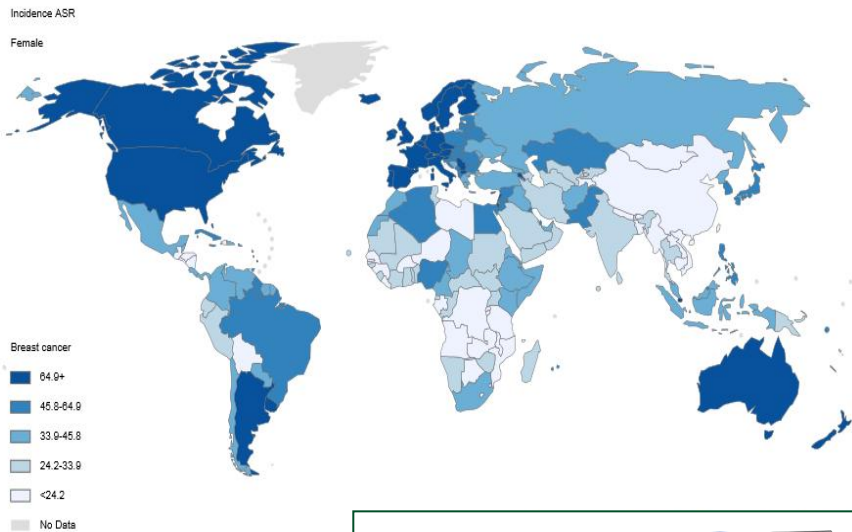 Incidence ASR
Female
Breast cancer
64.9+
45.8-64.9
33.9-45.8
24.2-33.9
<24.2
No Data